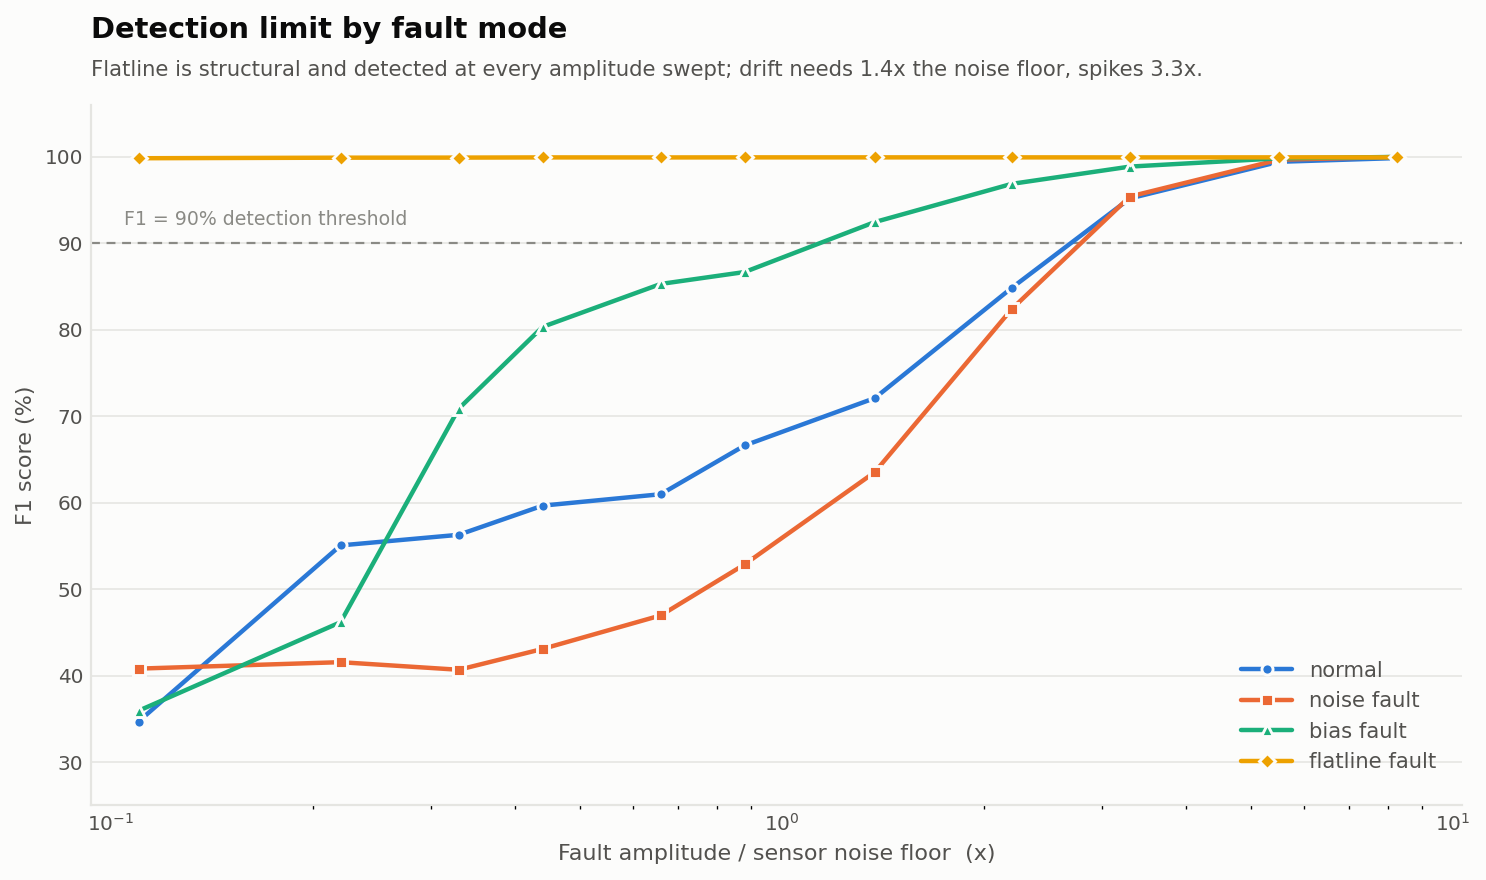 Detection limit by fault mode
Flatline is structural and detected at every amplitude swept; drift needs 1.4x the noise floor, spikes 3.3x.
100
F1 = 90% detection threshold
90
80
70
60
50
40
30
F1 score (%)
normal
noise fault
bias fault
flatline fault
10⁻¹ 10⁰ 10¹
Fault amplitude / sensor noise floor (x)